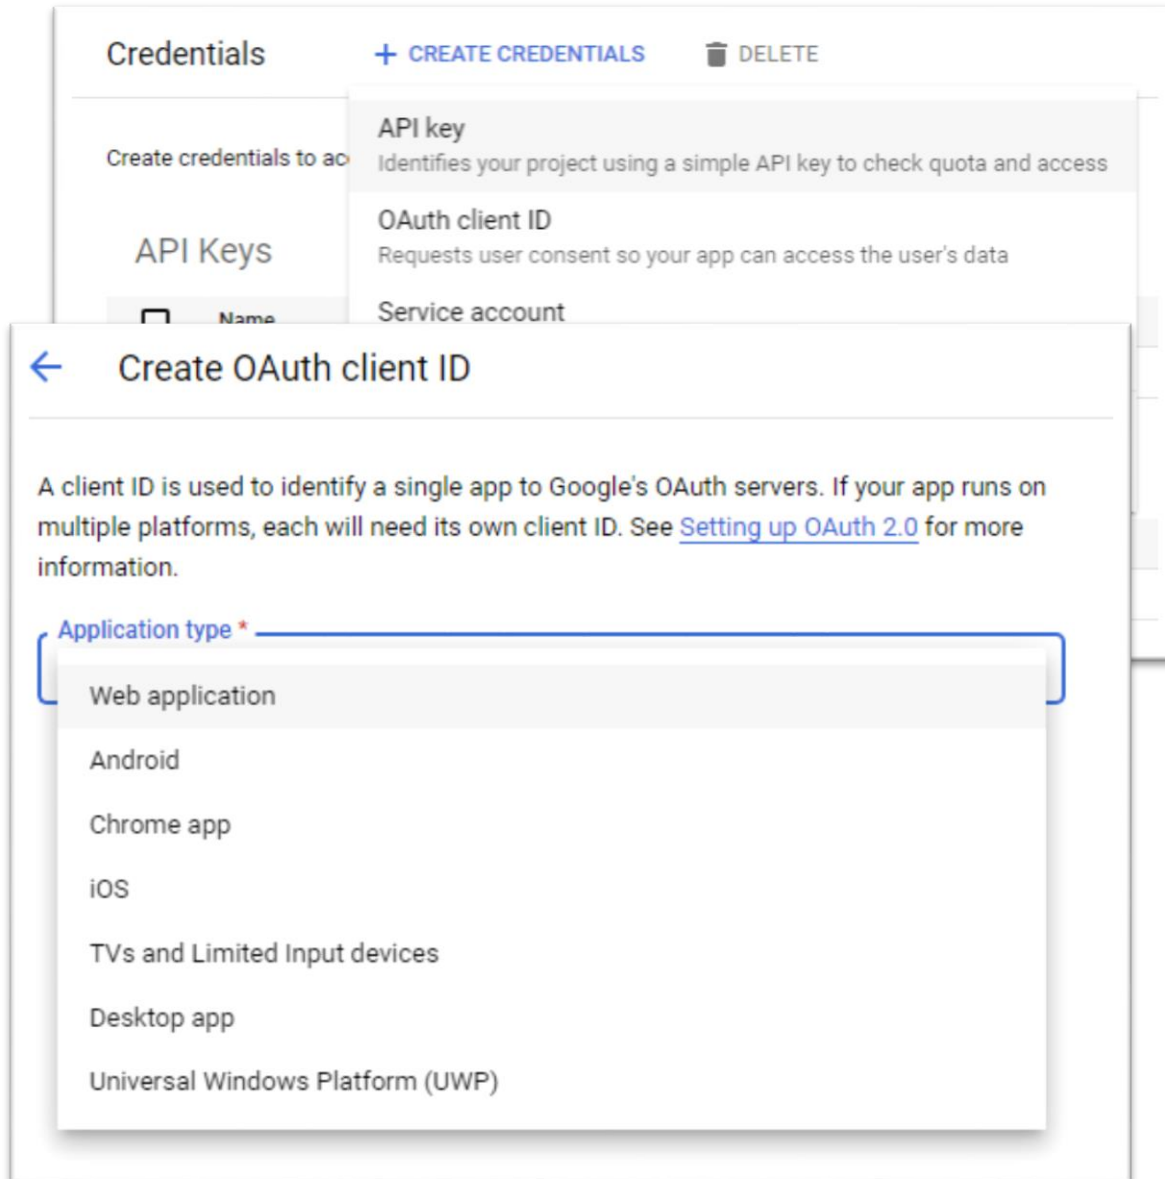 Credentials
+ CREATE CREDENTIALS
DELETE
API key
Create credentials to ac
Identifies your project using a simple API key to check quota and access
OAuth client ID
API Keys
Requests user consent so your app can access the user's data
Service account
Name
Create OAuth client ID
A client ID is used to identify a single app to Google's OAuth servers. If your app runs on
multiple platforms, each will need its own client ID. See Setting up OAuth 2.0 for more
information.
Application type *
Web application
Android
Chrome app
iOS
TVs and Limited Input devices
Desktop app
Universal Windows Platform (UWP)